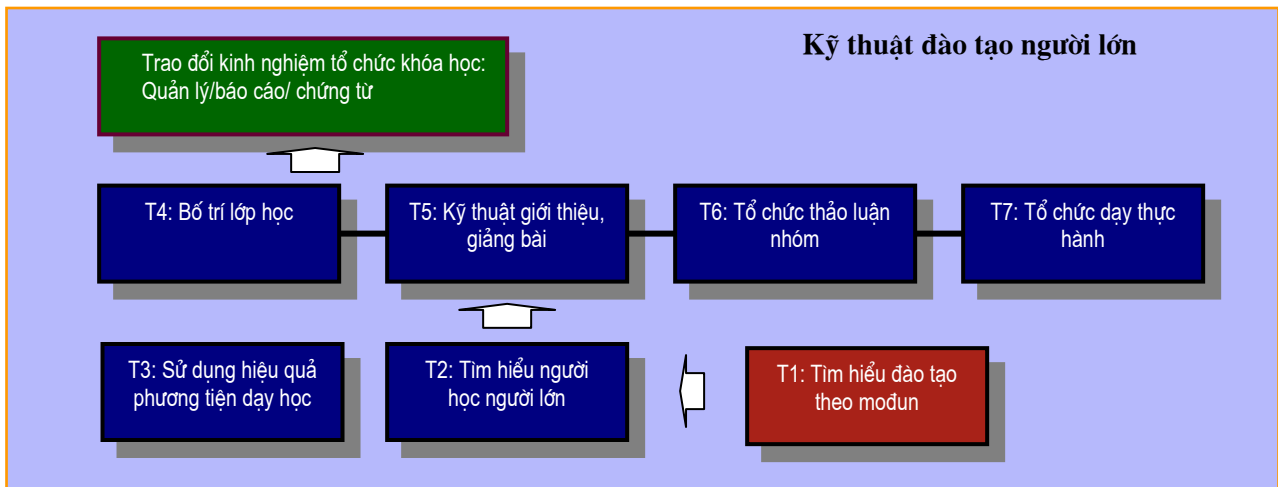 Kỹ thuật đào tạo người lớn
Trao đổi kinh nghiệm tổ chức khóa học:
Quản lý/báo cáo/ chứng từ
T4: Bố trí lớp học
T5: Kỹ thuật giới thiệu,
giảng bài
T6: Tổ chức thảo luận
nhóm
T7: Tổ chức dạy thực
hành
T3: Sử dụng hiệu quả
phương tiện dạy học
T2: Tìm hiểu người
học người lớn
T1: Tìm hiểu đào tạo
theo mođun